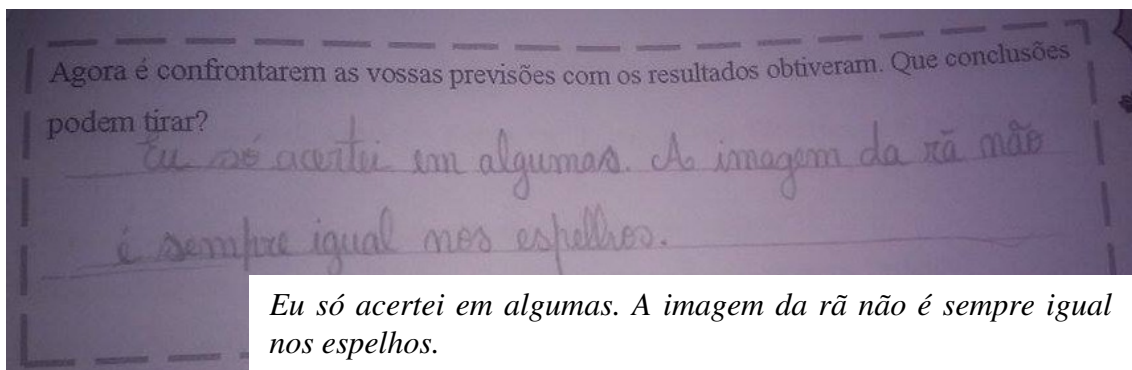 Agora é confrontarem as vossas previsões com os resultados obtiveram. Que conclusões
podem tirar?
Eu só acertei em algumas. A imagem da rã não
é sempre igual nos espelhos.
Eu só acertei em algumas. A imagem da rã não é sempre igual
nos espelhos.